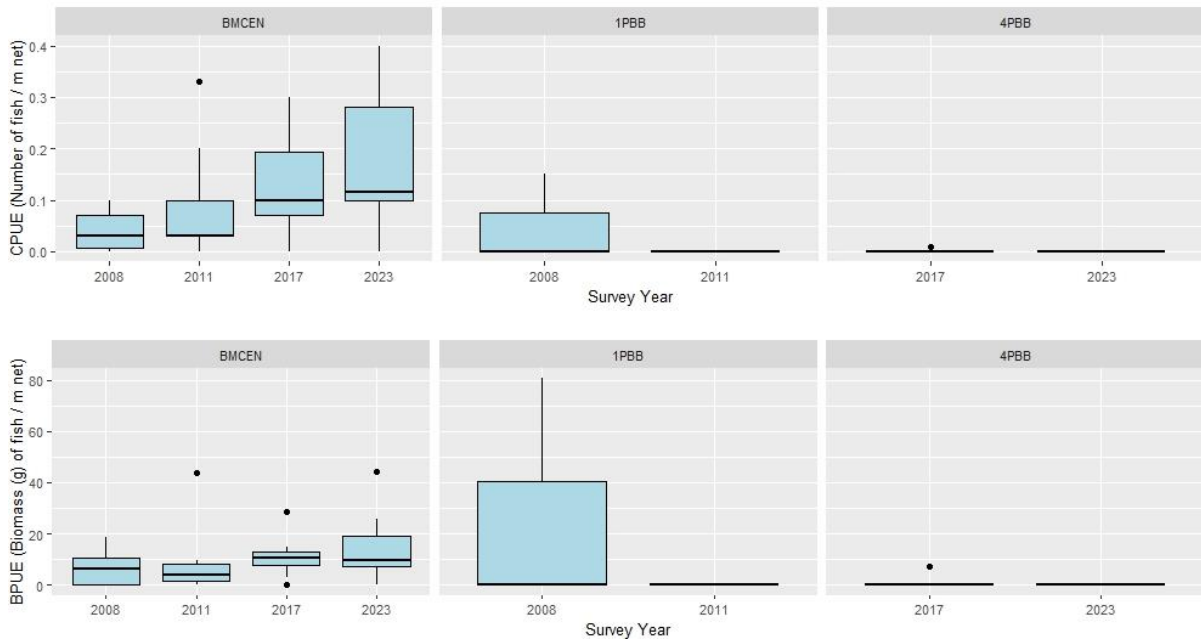 BMCEN 1PBB 4PBB
CPUE (Number of fish / m net)
0.4
0.3
0.2
0.1
0.0
2008 2011 2017 2023 2008 2011 2017 2023
Survey Year
BMCEN 1PBB 4PBB
BPUE (Biomass (g) of fish / m net)
80
60
40
20
0
2008 2011 2017 2023 2008 2011 2017 2023
Survey Year